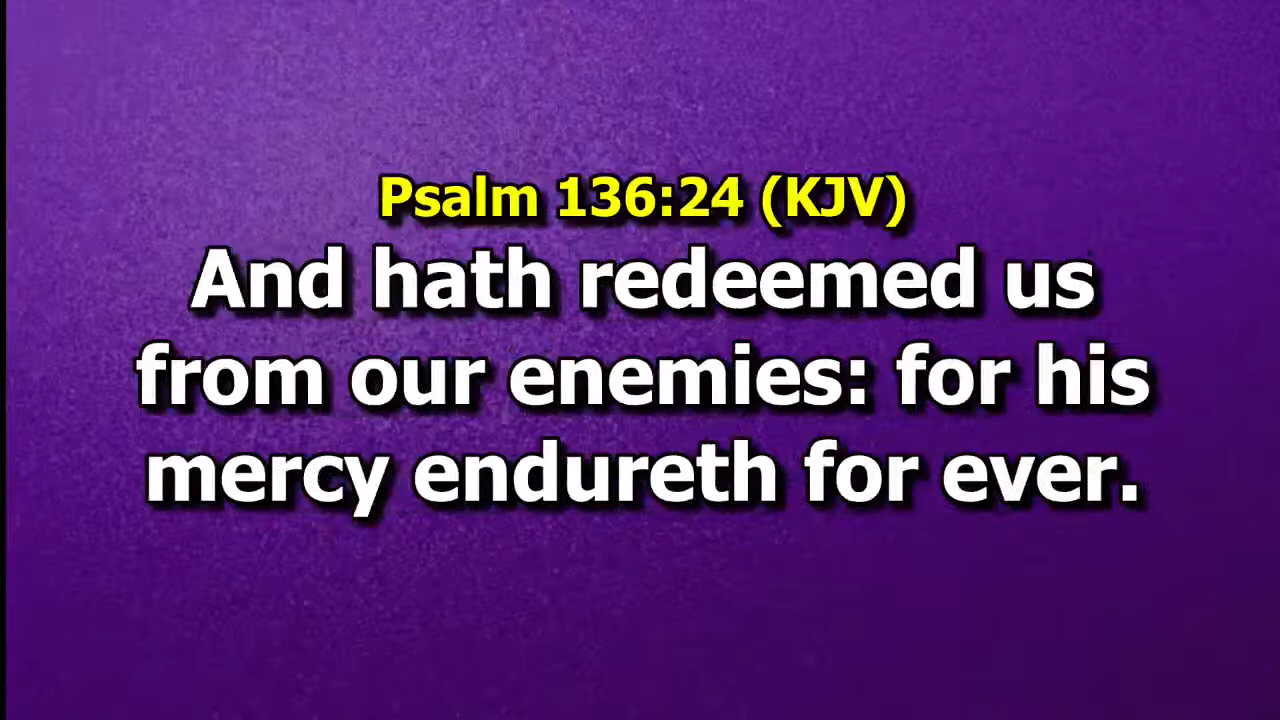 Psalm 136:24 (KJV)
And hath redeemed us
from our enemies: for his
mercy endureth for ever.